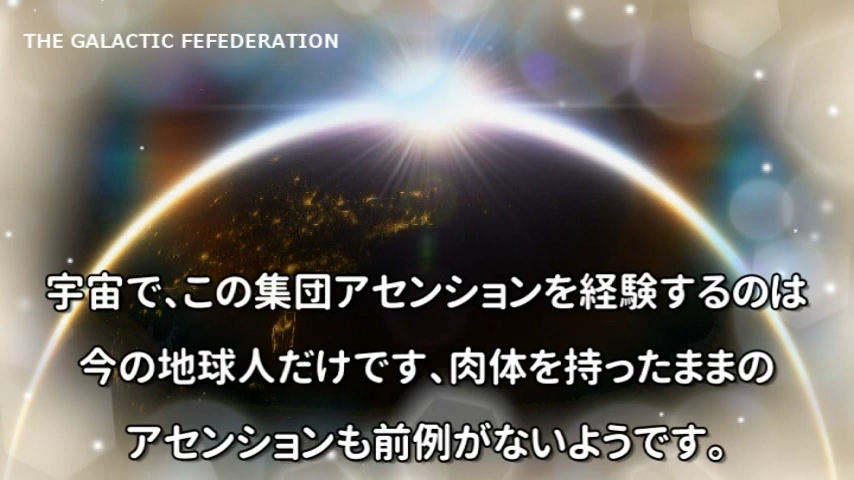 THE GALACTIC FEFEDERATION
宇宙で、この集団アセンションを経験するのは
今の地球人だけです、肉体を持ったままの
アセンションも前例がないようです。